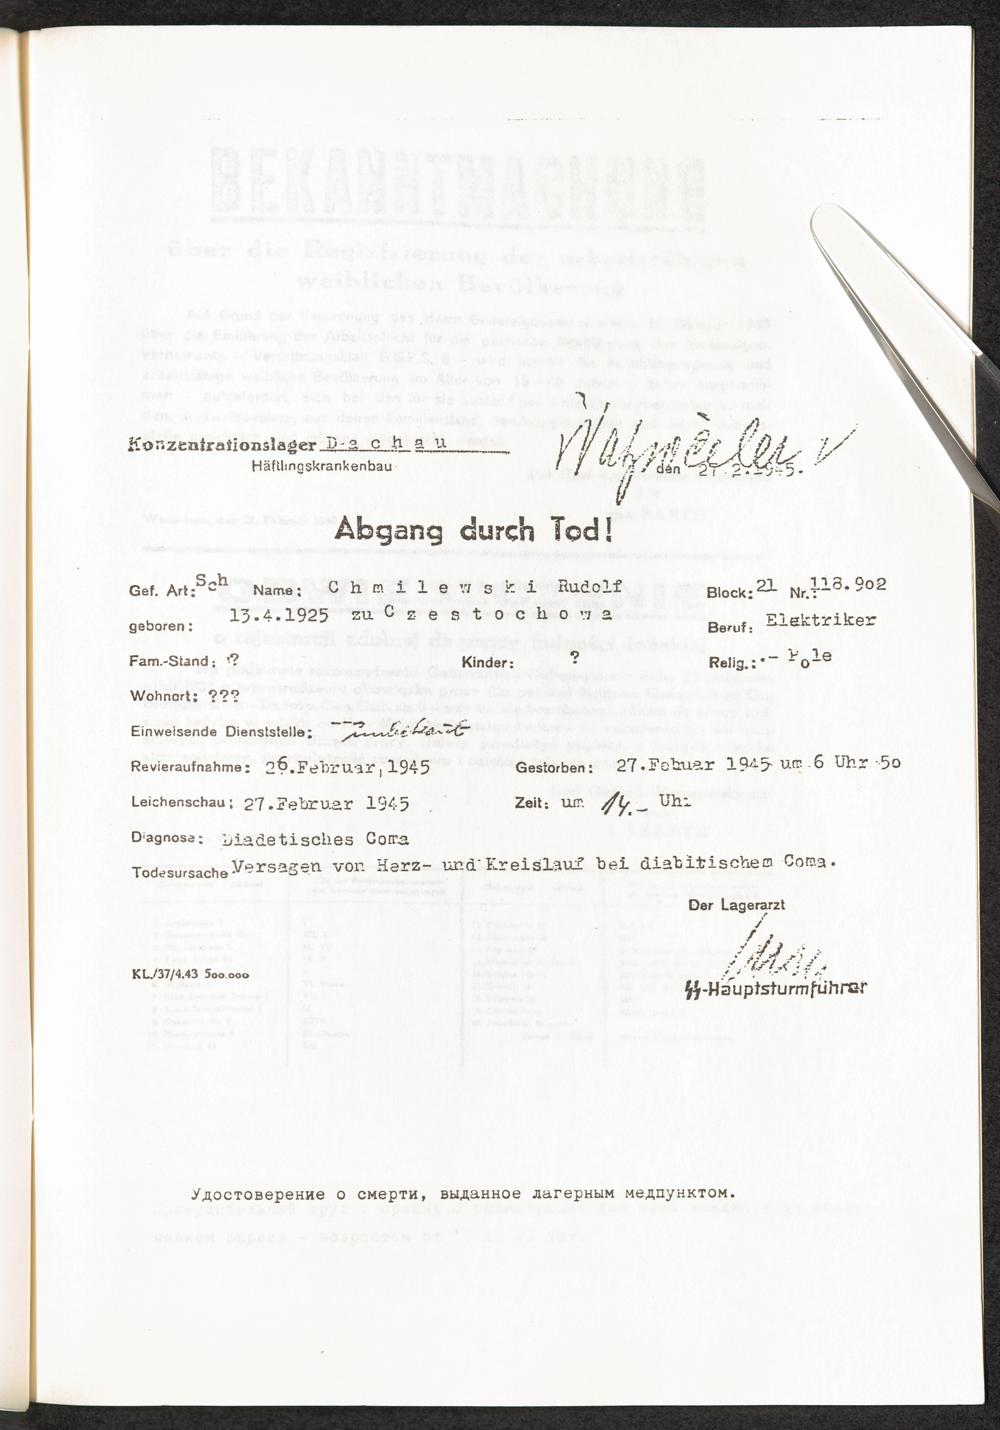 Konzentrationslager Dachau
Häftlingskrankenbau
den 27.2.1945.
Abgang durch Tod!
Gef. Art: Sch Name: Chmilewski Rudolf Block: 21 Nr.: 118.902
geboren: 13.4.1925 zu Czestochowa Beruf: Elektriker
Fam.-Stand: ? Kinder: ? Relig.: - Pole
Wohnort: ???
Einweisende Dienststelle:
Revieraufnahme: 26.Februar,1945 Gestorben: 27.Februar 1945 um 6 Uhr 50
Leichenschau: 27.Februar 1945 Zeit: um 14.- Uhr
Diagnose: Diadetisches Coma
Todesursache Versagen von Herz- und Kreislauf bei diabitischem Coma.
Der Lagerarzt
SS-Hauptsturmführer
KL/37/4.43 500.000
Удостоверение о смерти, выданное лагерным медпунктом.